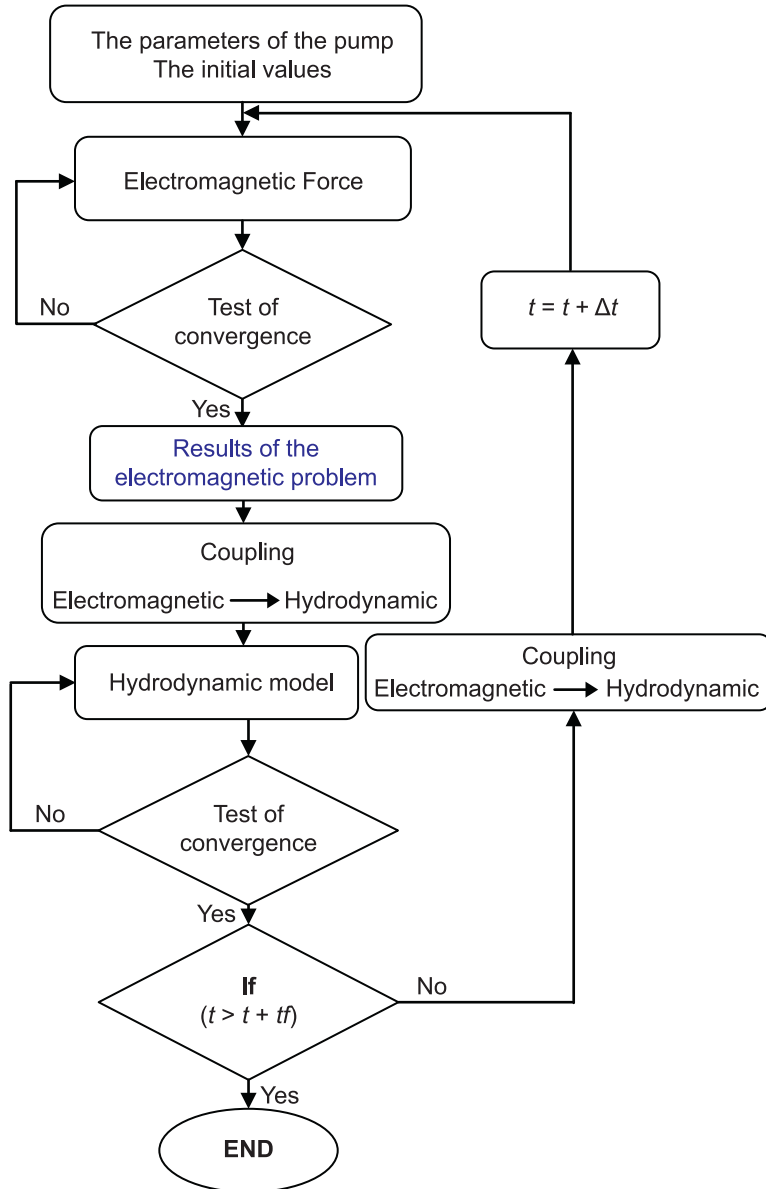 The parameters of the pump
The initial values
Electromagnetic Force
No
Test of
convergence
t = t + Δt
Yes
Results of the
electromagnetic problem
Coupling
Electromagnetic → Hydrodynamic
Hydrodynamic model
Coupling
Electromagnetic → Hydrodynamic
No
Test of
convergence
Yes
If
(t > t + tf)
No
Yes
END